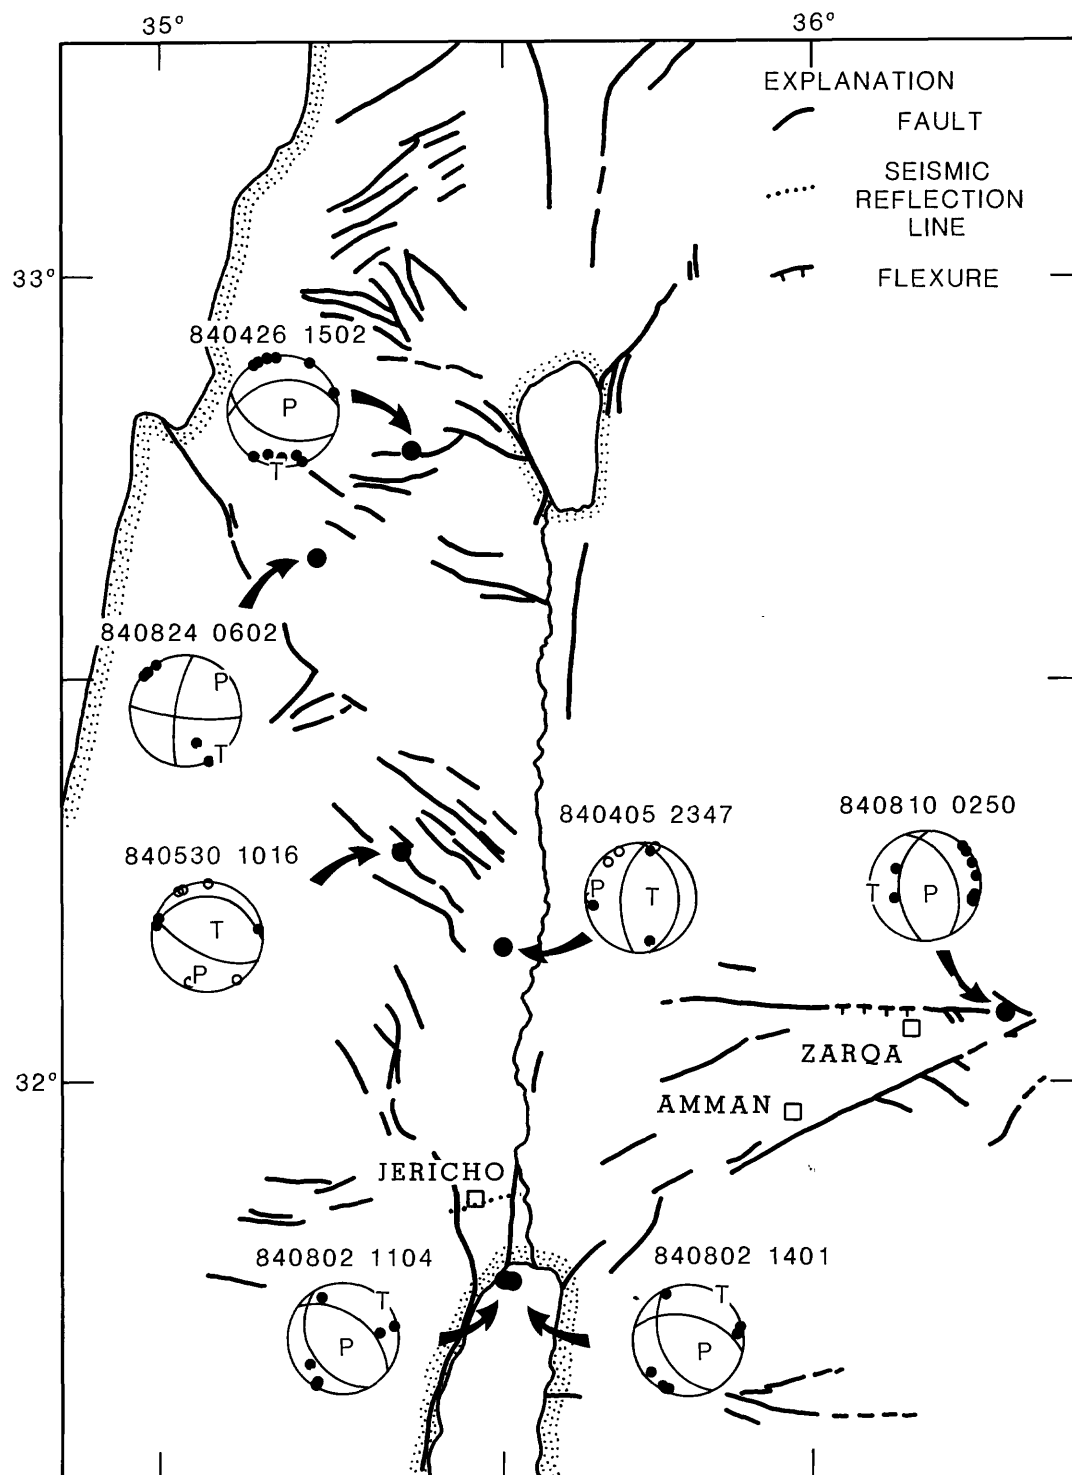 35°
36°
EXPLANATION
FAULT
SEISMIC
REFLECTION
LINE
FLEXURE
33°
840426 1502
P
T
840824 0602
P
T
840405 2347
P
T
840810 0250
T
P
840530 1016
T
P
ZARQA
32°
AMMAN
JERICHO
840802 1104
T
P
840802 1401
T
P